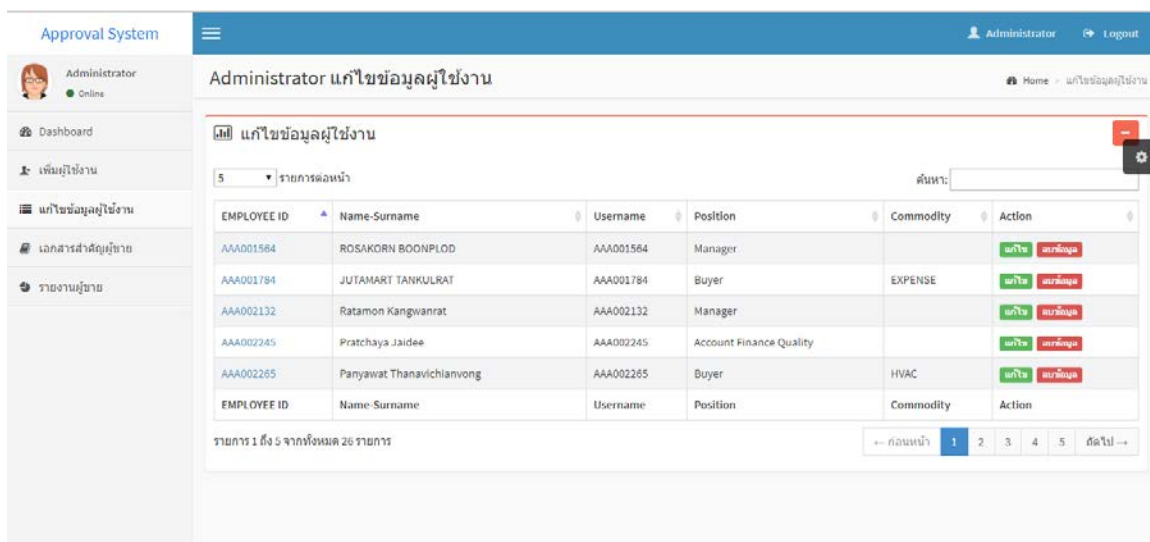 Approval System
Administrator
Logout
Administrator
Online
Administrator แก้ไขข้อมูลผู้ใช้งาน
Home > แก้ไขข้อมูลผู้ใช้งาน
Dashboard
เพิ่มผู้ใช้งาน
แก้ไขข้อมูลผู้ใช้งาน
เอกสารสำคัญผู้ขาย
รายงานผู้ขาย
แก้ไขข้อมูลผู้ใช้งาน
5 รายการต่อหน้า
ค้นหา:
EMPLOYEE ID Name-Surname Username Position Commodity Action
AAA001564 ROSAKORN BOONPLOD AAA001564 Manager แก้ไข ลบข้อมูล
AAA001784 JUTAMART TANKULRAT AAA001784 Buyer EXPENSE แก้ไข ลบข้อมูล
AAA002132 Ratamon Kangwanrat AAA002132 Manager แก้ไข ลบข้อมูล
AAA002245 Pratchaya Jaidee AAA002245 Account Finance Quality แก้ไข ลบข้อมูล
AAA002265 Panyawat Thanavichianvong AAA002265 Buyer HVAC แก้ไข ลบข้อมูล
EMPLOYEE ID Name-Surname Username Position Commodity Action
รายการ 1 ถึง 5 จากทั้งหมด 26 รายการ
← ก่อนหน้า 1 2 3 4 5 ถัดไป →